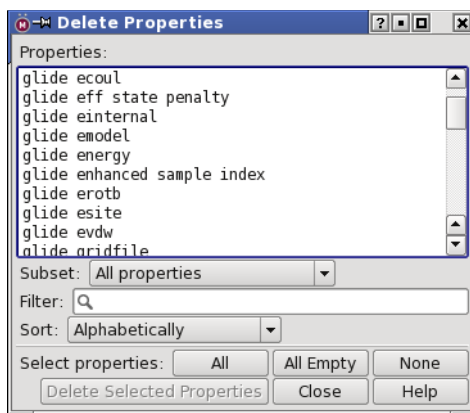 Delete Properties
Properties:
glide ecoul
glide eff state penalty
glide einternal
glide emodel
glide energy
glide enhanced sample index
glide erotb
glide esite
glide evdw
glide gridfile
Subset: All properties
Filter:
Sort: Alphabetically
Select properties: All All Empty None
Delete Selected Properties Close Help